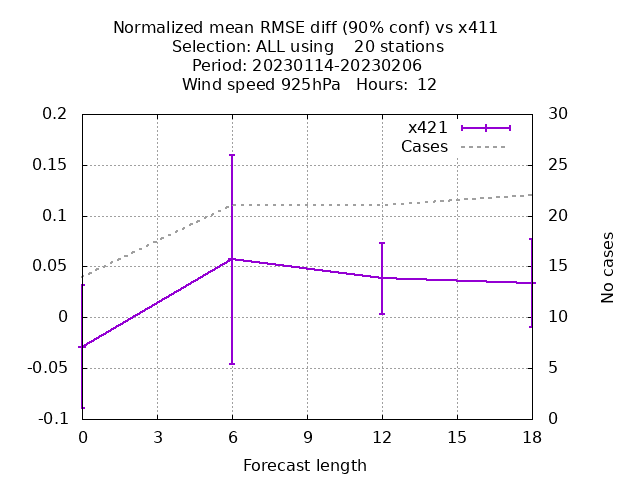 Normalized mean RMSE diff (90% conf) vs x411
Selection: ALL using    20 stations
Period: 20230114-20230206
Wind speed 925hPa   Hours:  12
x421
Cases
0.2
0.15
0.1
0.05
0
-0.05
-0.1
30
25
20
15
10
5
0
No cases
0 3 6 9 12 15 18
Forecast length